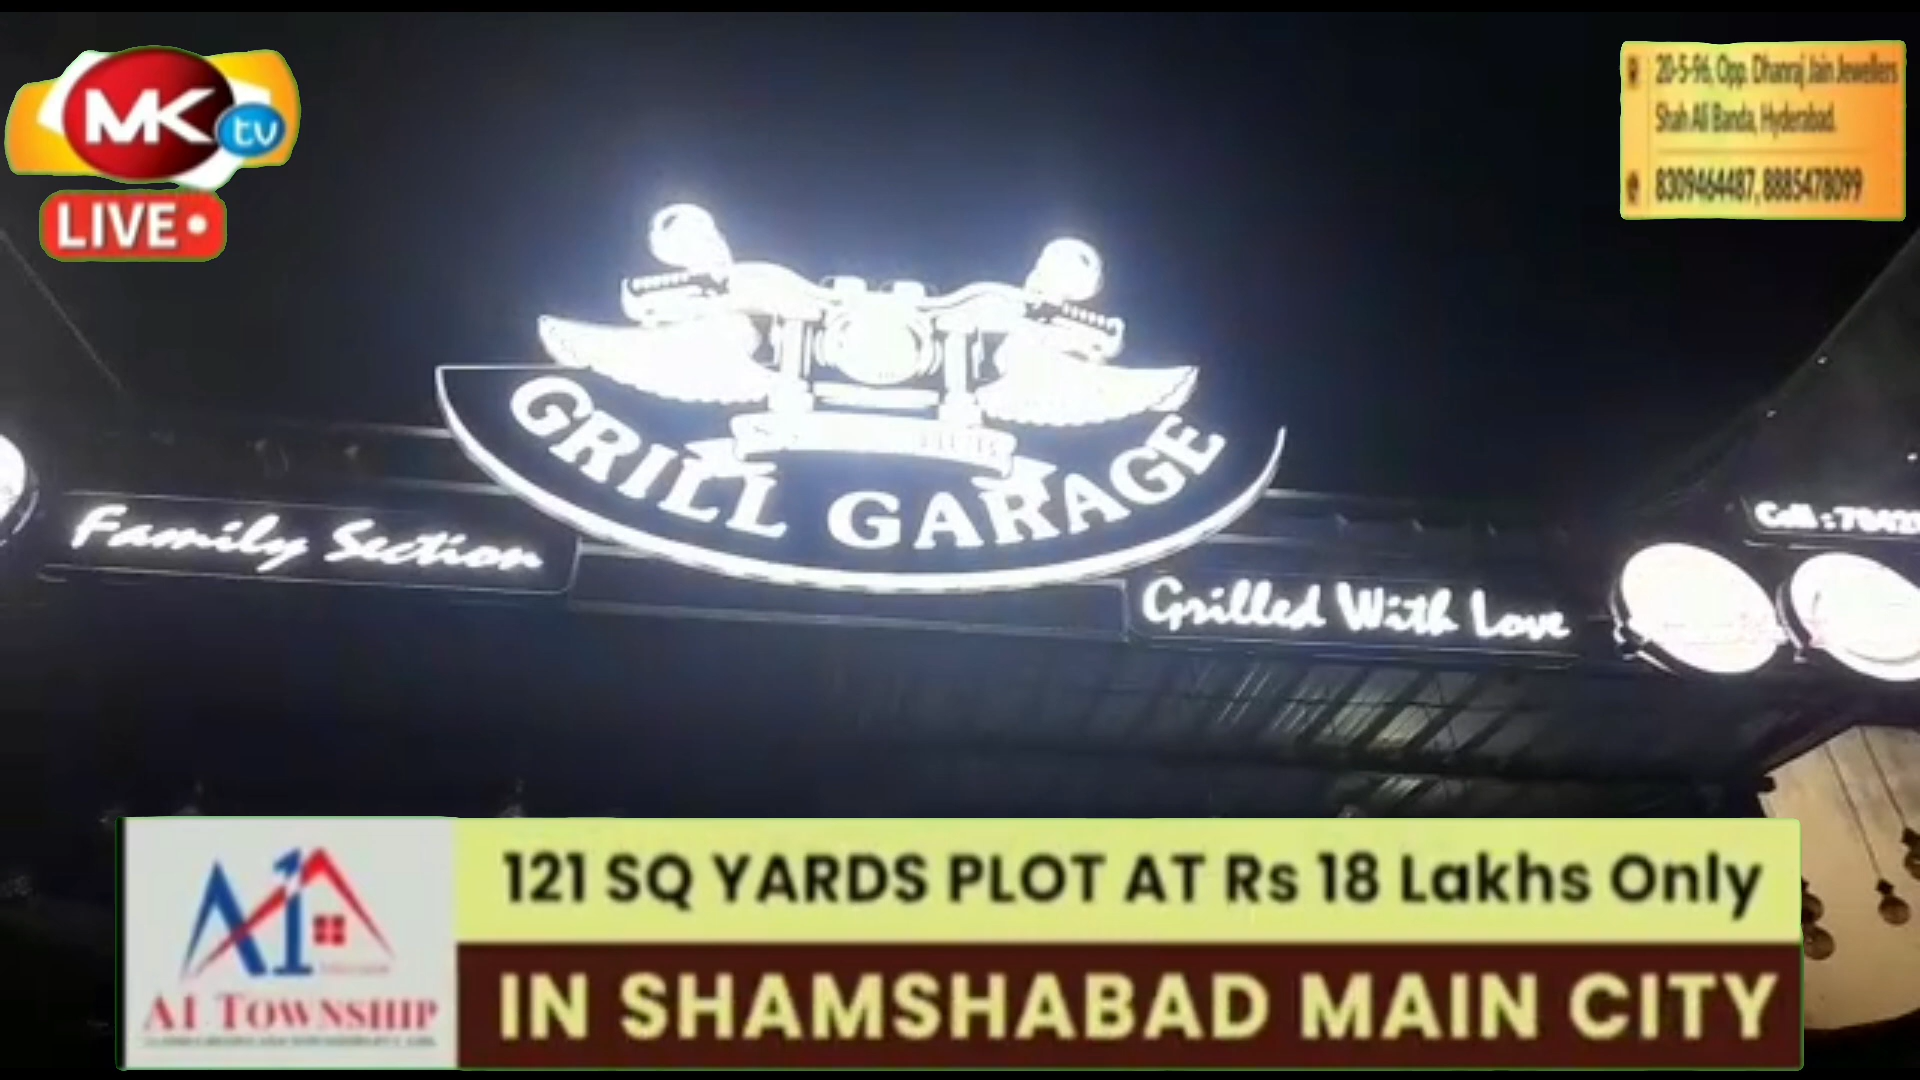 MK tv
LIVE
20-5-96, Opp. Dhanraj Jain Jewellers
Shah Ali Banda, Hyderabad.
8309464487, 8885478099
GRILL GARAGE
Family Section
Grilled With Love
Call :
A1
A1 TOWNSHIP
121 SQ YARDS PLOT AT Rs 18 Lakhs Only
IN SHAMSHABAD MAIN CITY